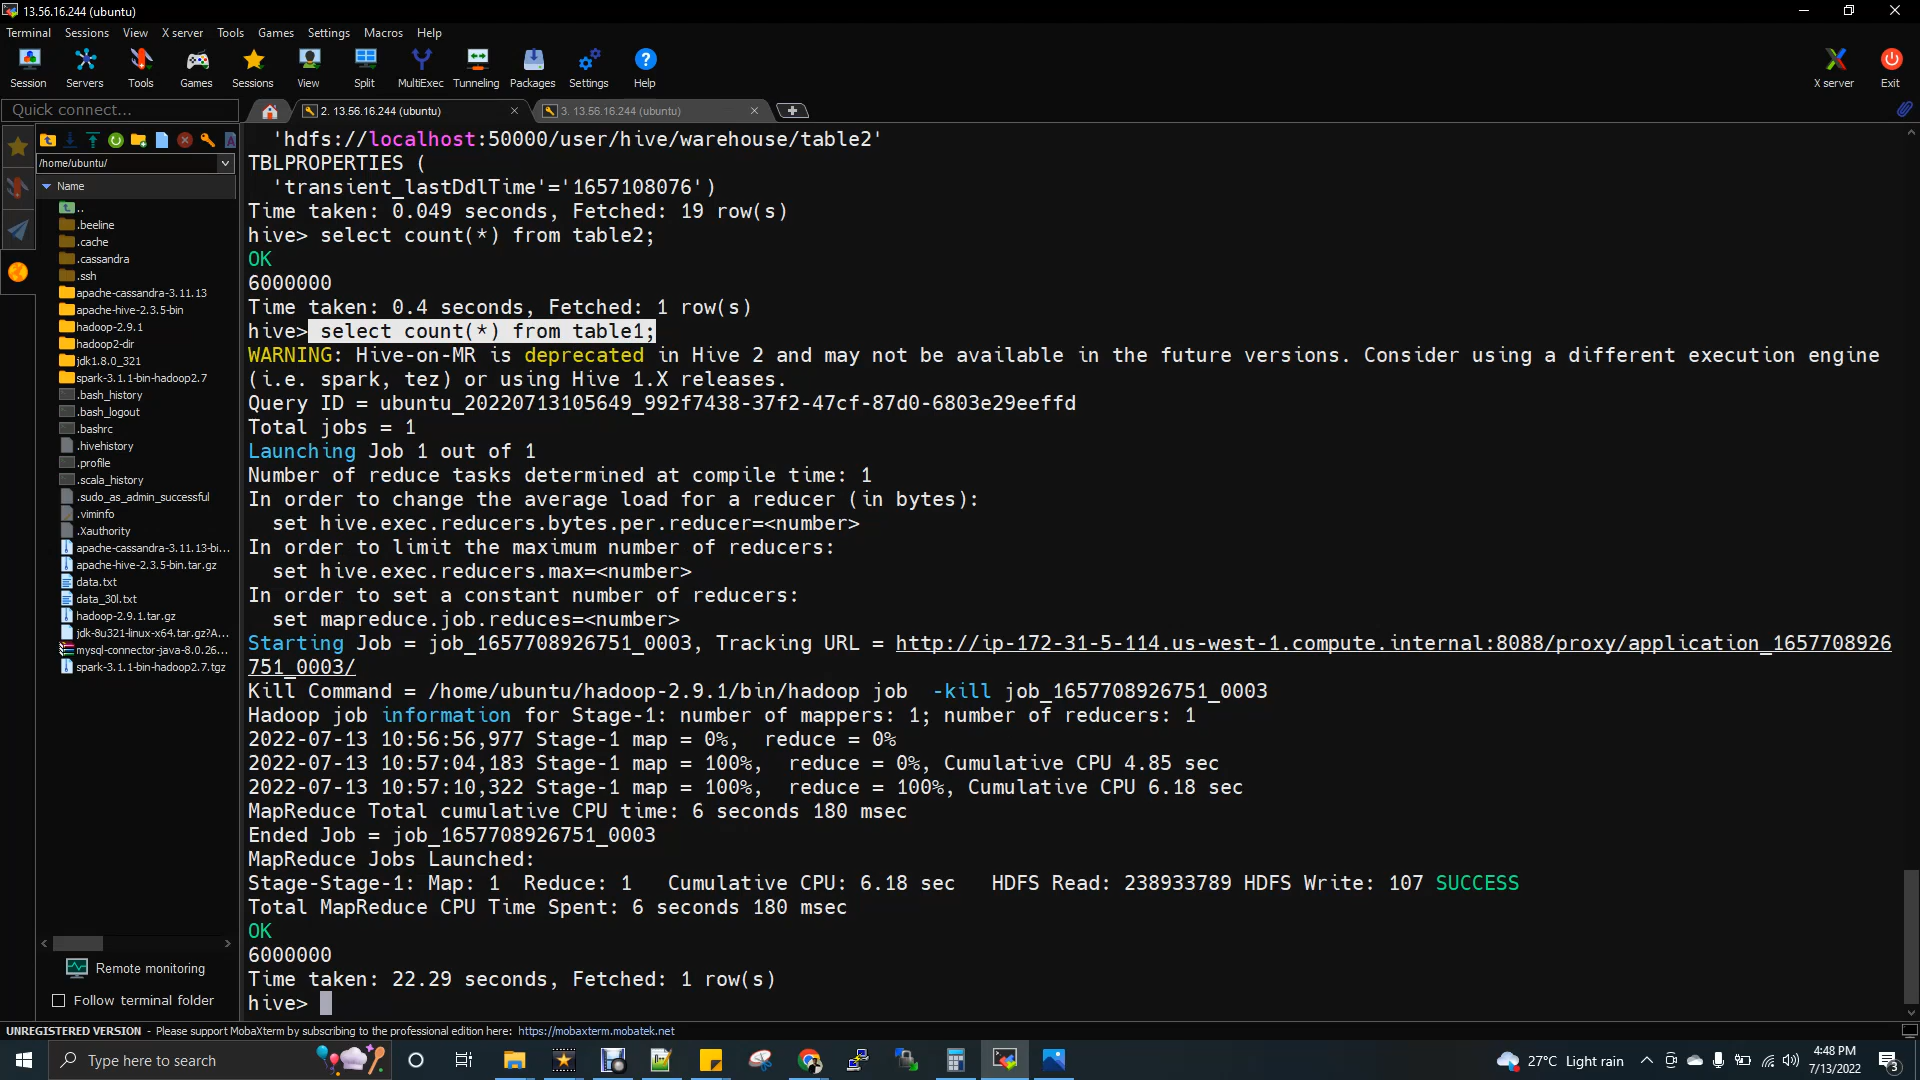 13.56.16.244 (ubuntu)
Terminal Sessions View X server Tools Games Settings Macros Help
Session Servers Tools Games Sessions View Split MultiExec Tunneling Packages Settings Help X server Exit
Quick connect...
2. 13.56.16.244 (ubuntu)
3. 13.56.16.244 (ubuntu)
/home/ubuntu/
Name
..
.beeline
.cache
.cassandra
.ssh
apache-cassandra-3.11.13
apache-hive-2.3.5-bin
hadoop-2.9.1
hadoop2-dir
jdk1.8.0_321
spark-3.1.1-bin-hadoop2.7
.bash_history
.bash_logout
.bashrc
.hivehistory
.profile
.scala_history
.sudo_as_admin_successful
.viminfo
.Xauthority
apache-cassandra-3.11.13-bi...
apache-hive-2.3.5-bin.tar.gz
data.txt
data_30l.txt
hadoop-2.9.1.tar.gz
jdk-8u321-linux-x64.tar.gz?A...
mysql-connector-java-8.0.26...
spark-3.1.1-bin-hadoop2.7.tgz
Remote monitoring
Follow terminal folder
'hdfs://localhost:50000/user/hive/warehouse/table2'
TBLPROPERTIES (
'transient_lastDdlTime'='1657108076')
Time taken: 0.049 seconds, Fetched: 19 row(s)
hive> select count(*) from table2;
OK
6000000
Time taken: 0.4 seconds, Fetched: 1 row(s)
hive> select count(*) from table1;
WARNING: Hive-on-MR is deprecated in Hive 2 and may not be available in the future versions. Consider using a different execution engine
(i.e. spark, tez) or using Hive 1.X releases.
Query ID = ubuntu_20220713105649_992f7438-37f2-47cf-87d0-6803e29eeffd
Total jobs = 1
Launching Job 1 out of 1
Number of reduce tasks determined at compile time: 1
In order to change the average load for a reducer (in bytes):
set hive.exec.reducers.bytes.per.reducer=<number>
In order to limit the maximum number of reducers:
set hive.exec.reducers.max=<number>
In order to set a constant number of reducers:
set mapreduce.job.reduces=<number>
Starting Job = job_1657708926751_0003, Tracking URL = http://ip-172-31-5-114.us-west-1.compute.internal:8088/proxy/application_1657708926
751_0003/
Kill Command = /home/ubuntu/hadoop-2.9.1/bin/hadoop job  -kill job_1657708926751_0003
Hadoop job information for Stage-1: number of mappers: 1; number of reducers: 1
2022-07-13 10:56:56,977 Stage-1 map = 0%,  reduce = 0%
2022-07-13 10:57:04,183 Stage-1 map = 100%,  reduce = 0%, Cumulative CPU 4.85 sec
2022-07-13 10:57:10,322 Stage-1 map = 100%,  reduce = 100%, Cumulative CPU 6.18 sec
MapReduce Total cumulative CPU time: 6 seconds 180 msec
Ended Job = job_1657708926751_0003
MapReduce Jobs Launched:
Stage-Stage-1: Map: 1  Reduce: 1   Cumulative CPU: 6.18 sec   HDFS Read: 238933789 HDFS Write: 107 SUCCESS
Total MapReduce CPU Time Spent: 6 seconds 180 msec
OK
6000000
Time taken: 22.29 seconds, Fetched: 1 row(s)
hive>
UNREGISTERED VERSION - Please support MobaXterm by subscribing to the professional edition here: https://mobaxterm.mobatek.net
Type here to search
27°C Light rain
4:48 PM
7/13/2022
3